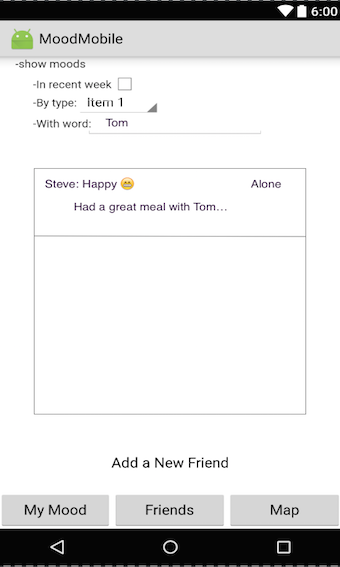 6:00
MoodMobile
-show moods
-In recent week
-By type: Item 1
-With word: Tom
Steve: Happy 😁 Alone
Had a great meal with Tom...
Add a New Friend
My Mood Friends Map